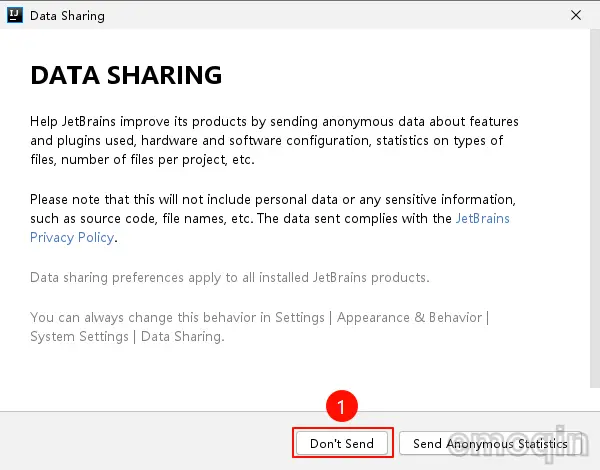 IJ
Data Sharing
DATA SHARING
Help JetBrains improve its products by sending anonymous data about features
and plugins used, hardware and software configuration, statistics on types of
files, number of files per project, etc.
Please note that this will not include personal data or any sensitive information,
such as source code, file names, etc. The data sent complies with the JetBrains
Privacy Policy.
Data sharing preferences apply to all installed JetBrains products.
You can always change this behavior in Settings | Appearance & Behavior |
System Settings | Data Sharing.
1
Don't Send
Send Anonymous Statistics
omoqin